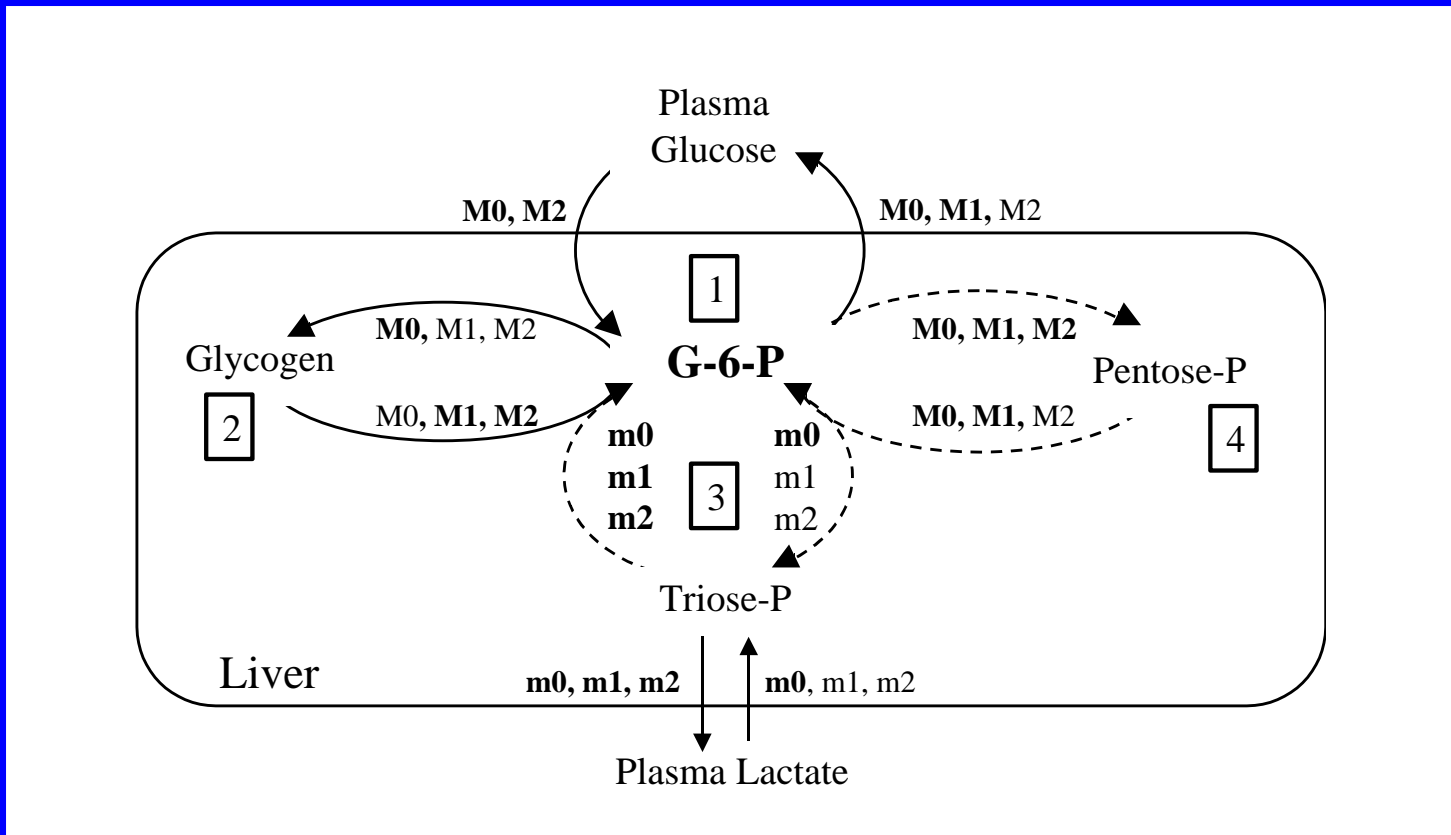 Plasma
Glucose
M0, M2
M0, M1, M2
1
M0, M1, M2
G-6-P
M0, M1, M2
Glycogen
Pentose-P
2
M0, M1, M2
M0, M1, M2
4
m0
m1
m2
3
m0
m1
m2
Triose-P
Liver
m0, m1, m2
m0, m1, m2
Plasma Lactate